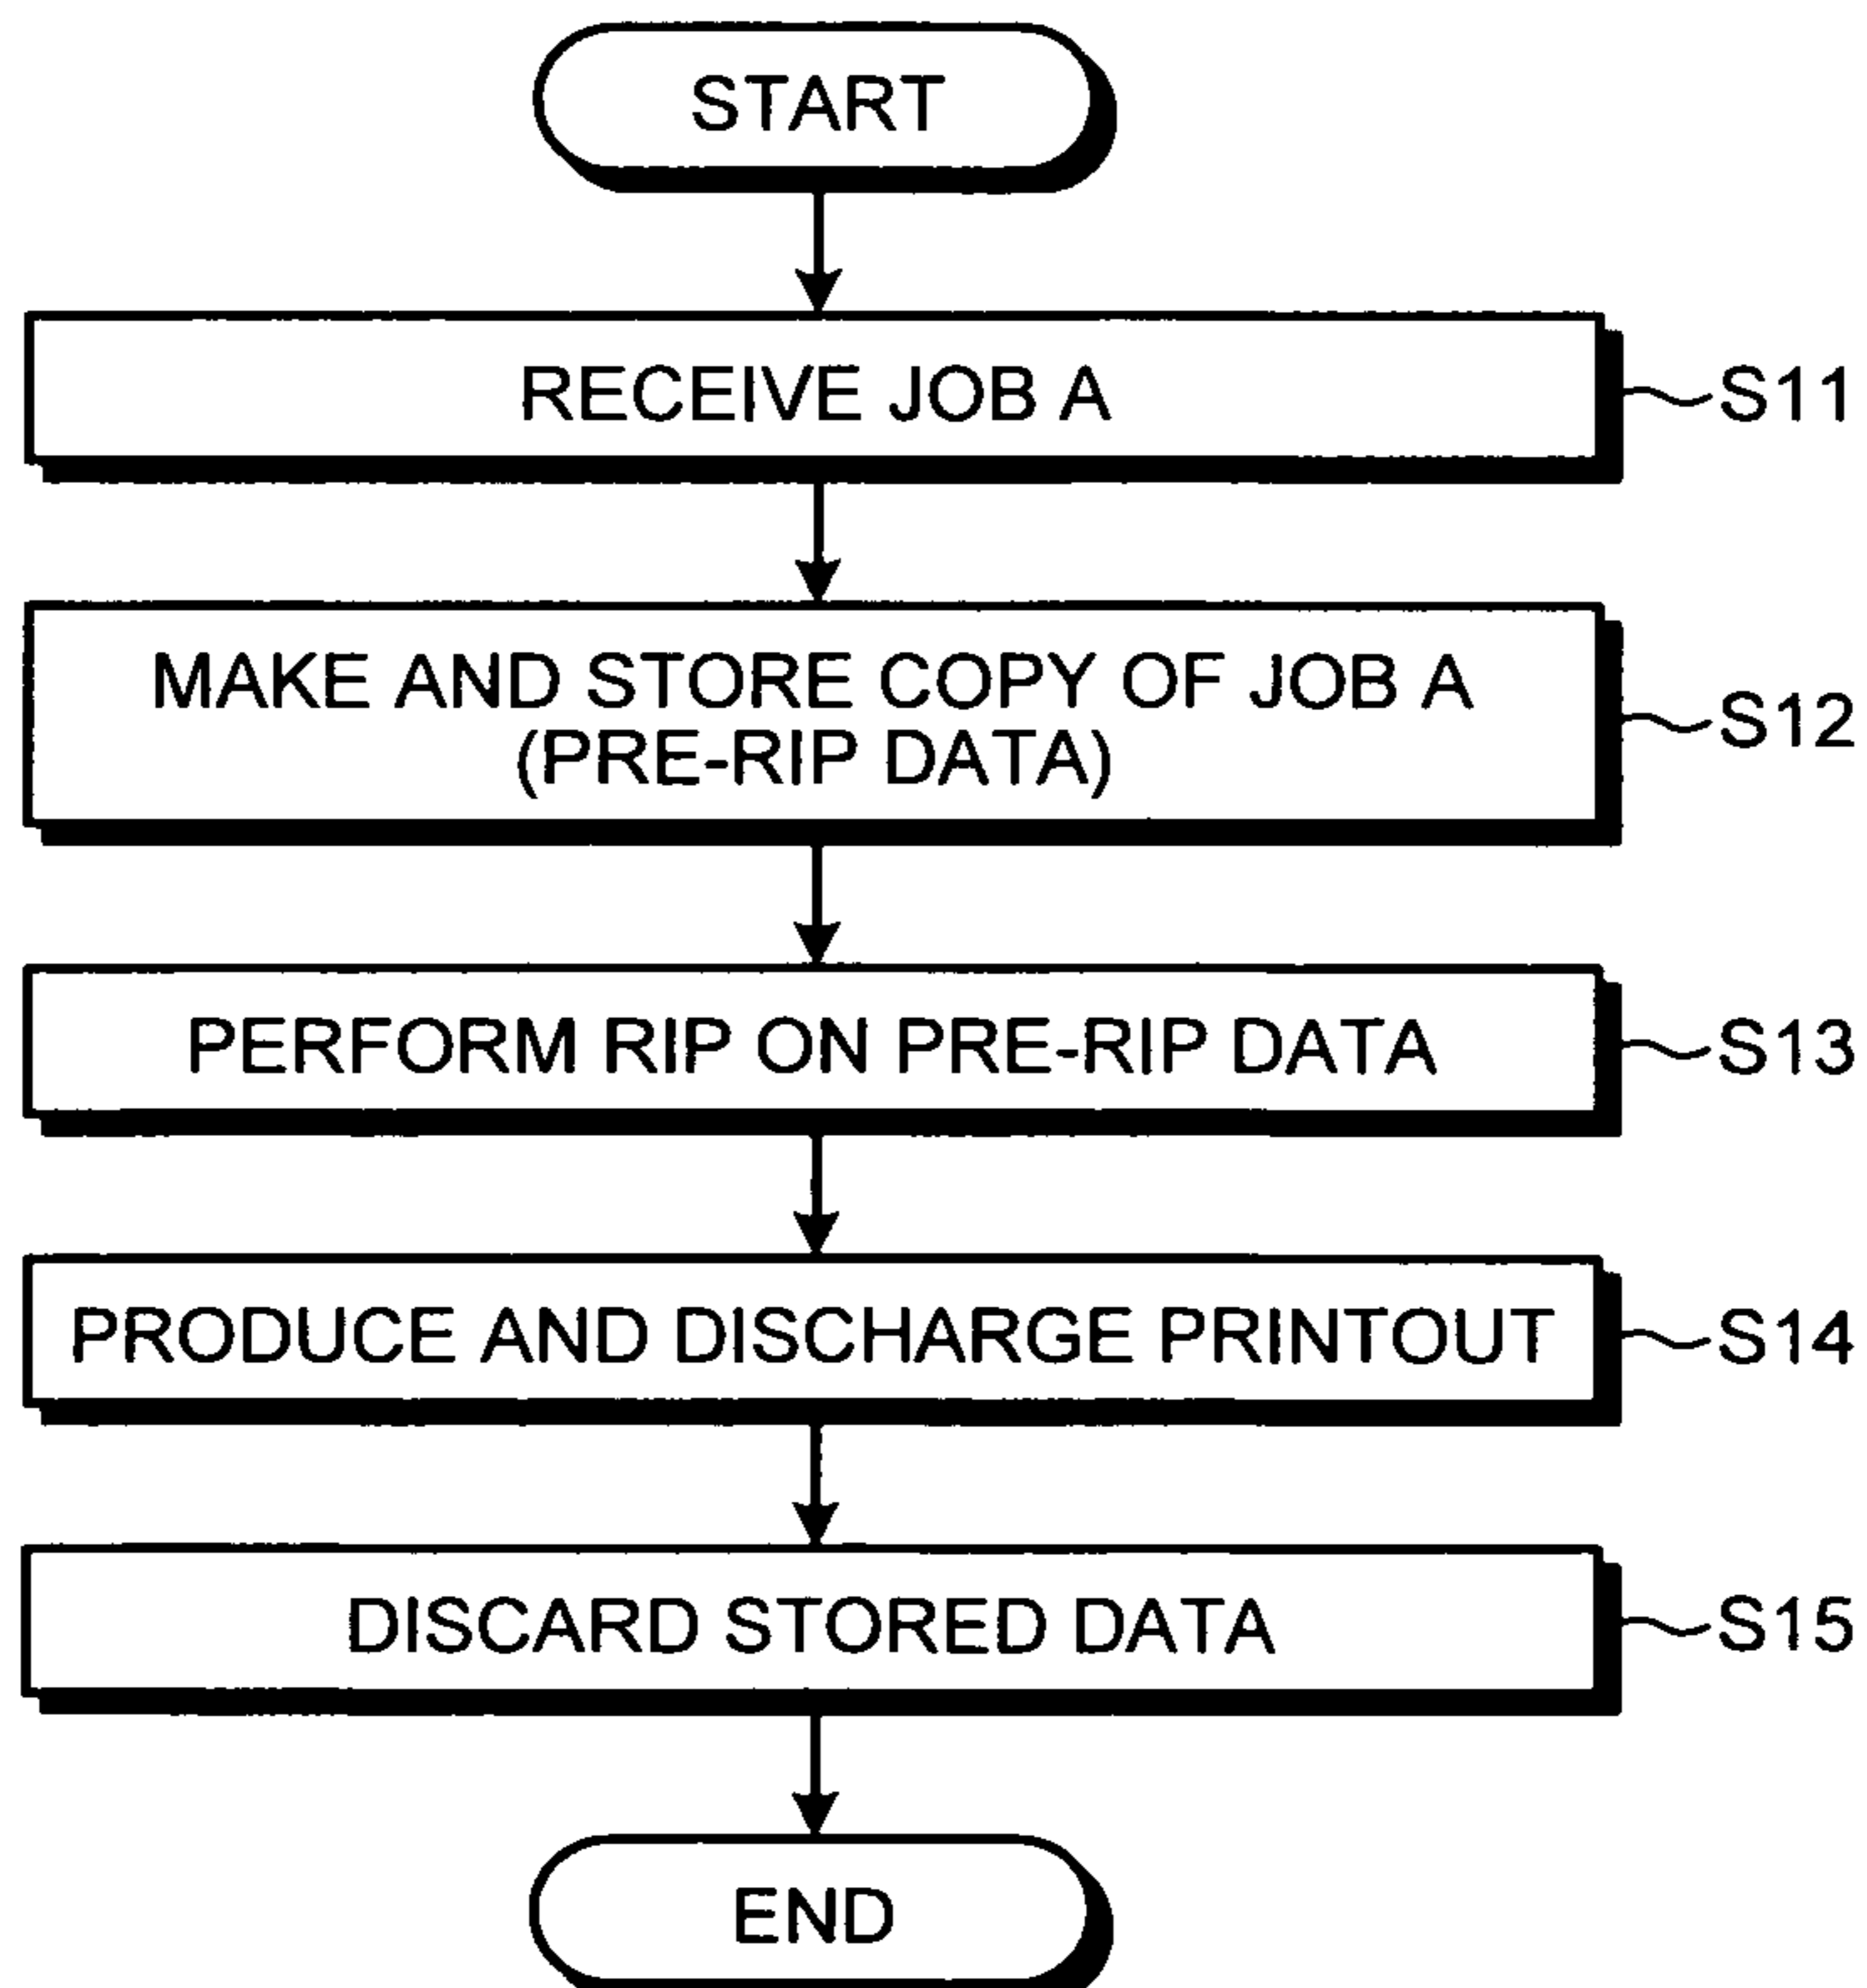 START
RECEIVE JOB A
S11
MAKE AND STORE COPY OF JOB A
(PRE-RIP DATA)
S12
PERFORM RIP ON PRE-RIP DATA
S13
PRODUCE AND DISCHARGE PRINTOUT
S14
DISCARD STORED DATA
S15
END